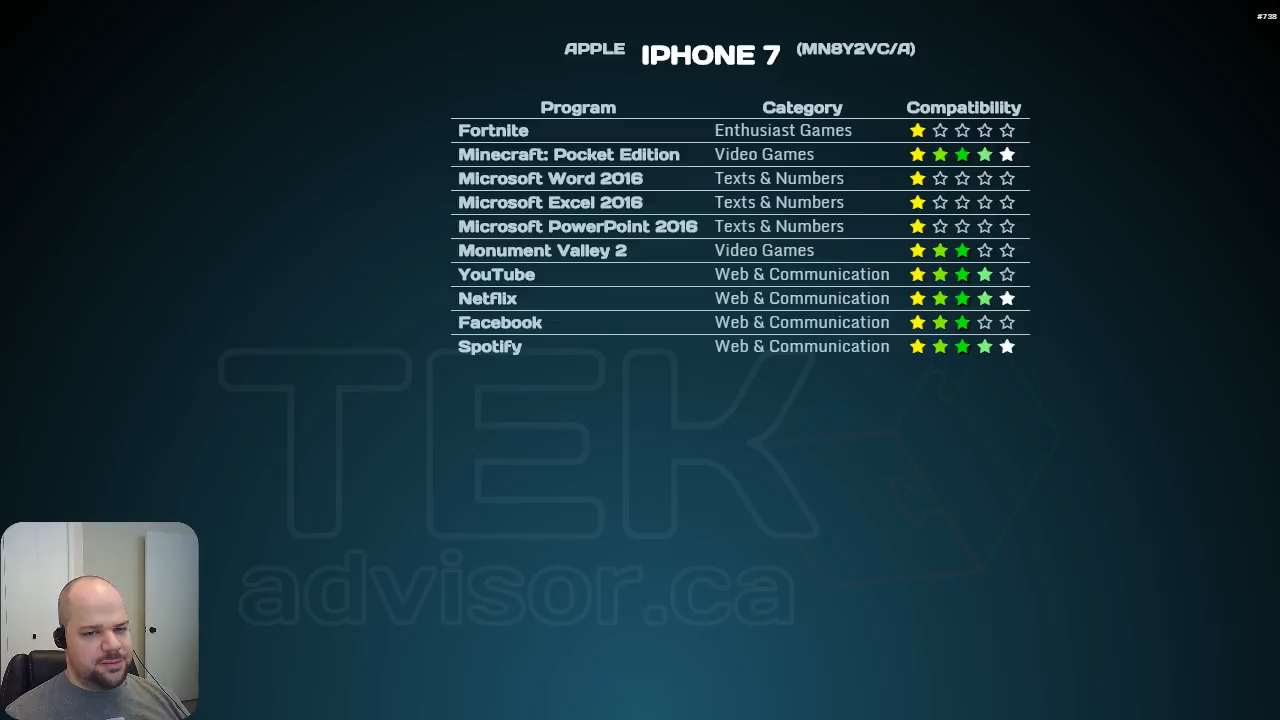 #738
APPLE IPHONE 7 (MN8Y2VC/A)
Program Category Compatibility
Fortnite Enthusiast Games
Minecraft: Pocket Edition Video Games
Microsoft Word 2016 Texts & Numbers
Microsoft Excel 2016 Texts & Numbers
Microsoft PowerPoint 2016 Texts & Numbers
Monument Valley 2 Video Games
YouTube Web & Communication
Netflix Web & Communication
Facebook Web & Communication
Spotify Web & Communication
TEK
advisor.ca